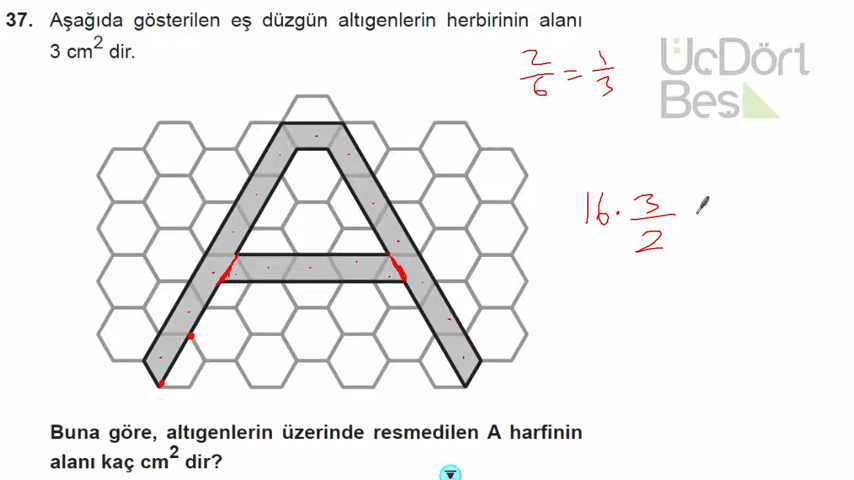 37. Aşağıda gösterilen eş düzgün altıgenlerin herbirinin alanı
3 cm² dir.
2/6 = 1/3
ÜçDört
Beş
16 · 3/2
Buna göre, altıgenlerin üzerinde resmedilen A harfinin
alanı kaç cm² dir?